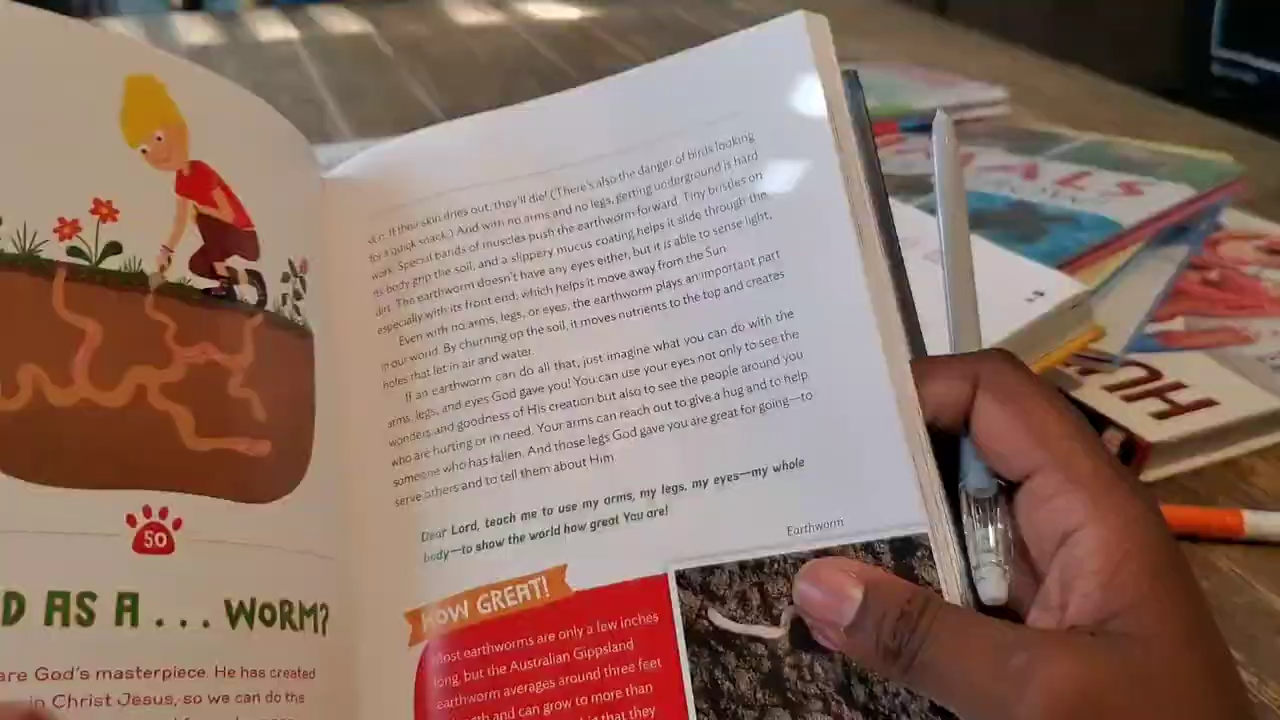 50
D AS A ... WORM?
are God's masterpiece. He has created
in Christ Jesus, so we can do the
If their skin dries out, they'll die! (There's also the danger of birds looking
for a quick snack.) And with no arms and no legs, getting underground is hard
work. Special bands of muscles push the earthworm forward. Tiny bristles on
its body grip the soil, and a slippery mucus coating helps it slide through the
dirt. The earthworm doesn't have any eyes either, but it is able to sense light,
especially with its front end, which helps it move away from the Sun
Even with no arms, legs, or eyes, the earthworm plays an important part
in our world. By churning up the soil, it moves nutrients to the top and creates
holes that let in air and water.
If an earthworm can do all that, just imagine what you can do with the
arms, legs, and eyes God gave you! You can use your eyes not only to see the
wonders and goodness of His creation but also to see the people around you
who are hurting or in need. Your arms can reach out to give a hug and to help
someone who has fallen. And those legs God gave you are great for going—to
serve others and to tell them about Him.
Dear Lord, teach me to use my arms, my legs, my eyes—my whole
body—to show the world how great You are!
Earthworm
HOW GREAT!
Most earthworms are only a few inches
long, but the Australian Gippsland
earthworm averages around three feet
and can grow to more than
that they
ALS
HU